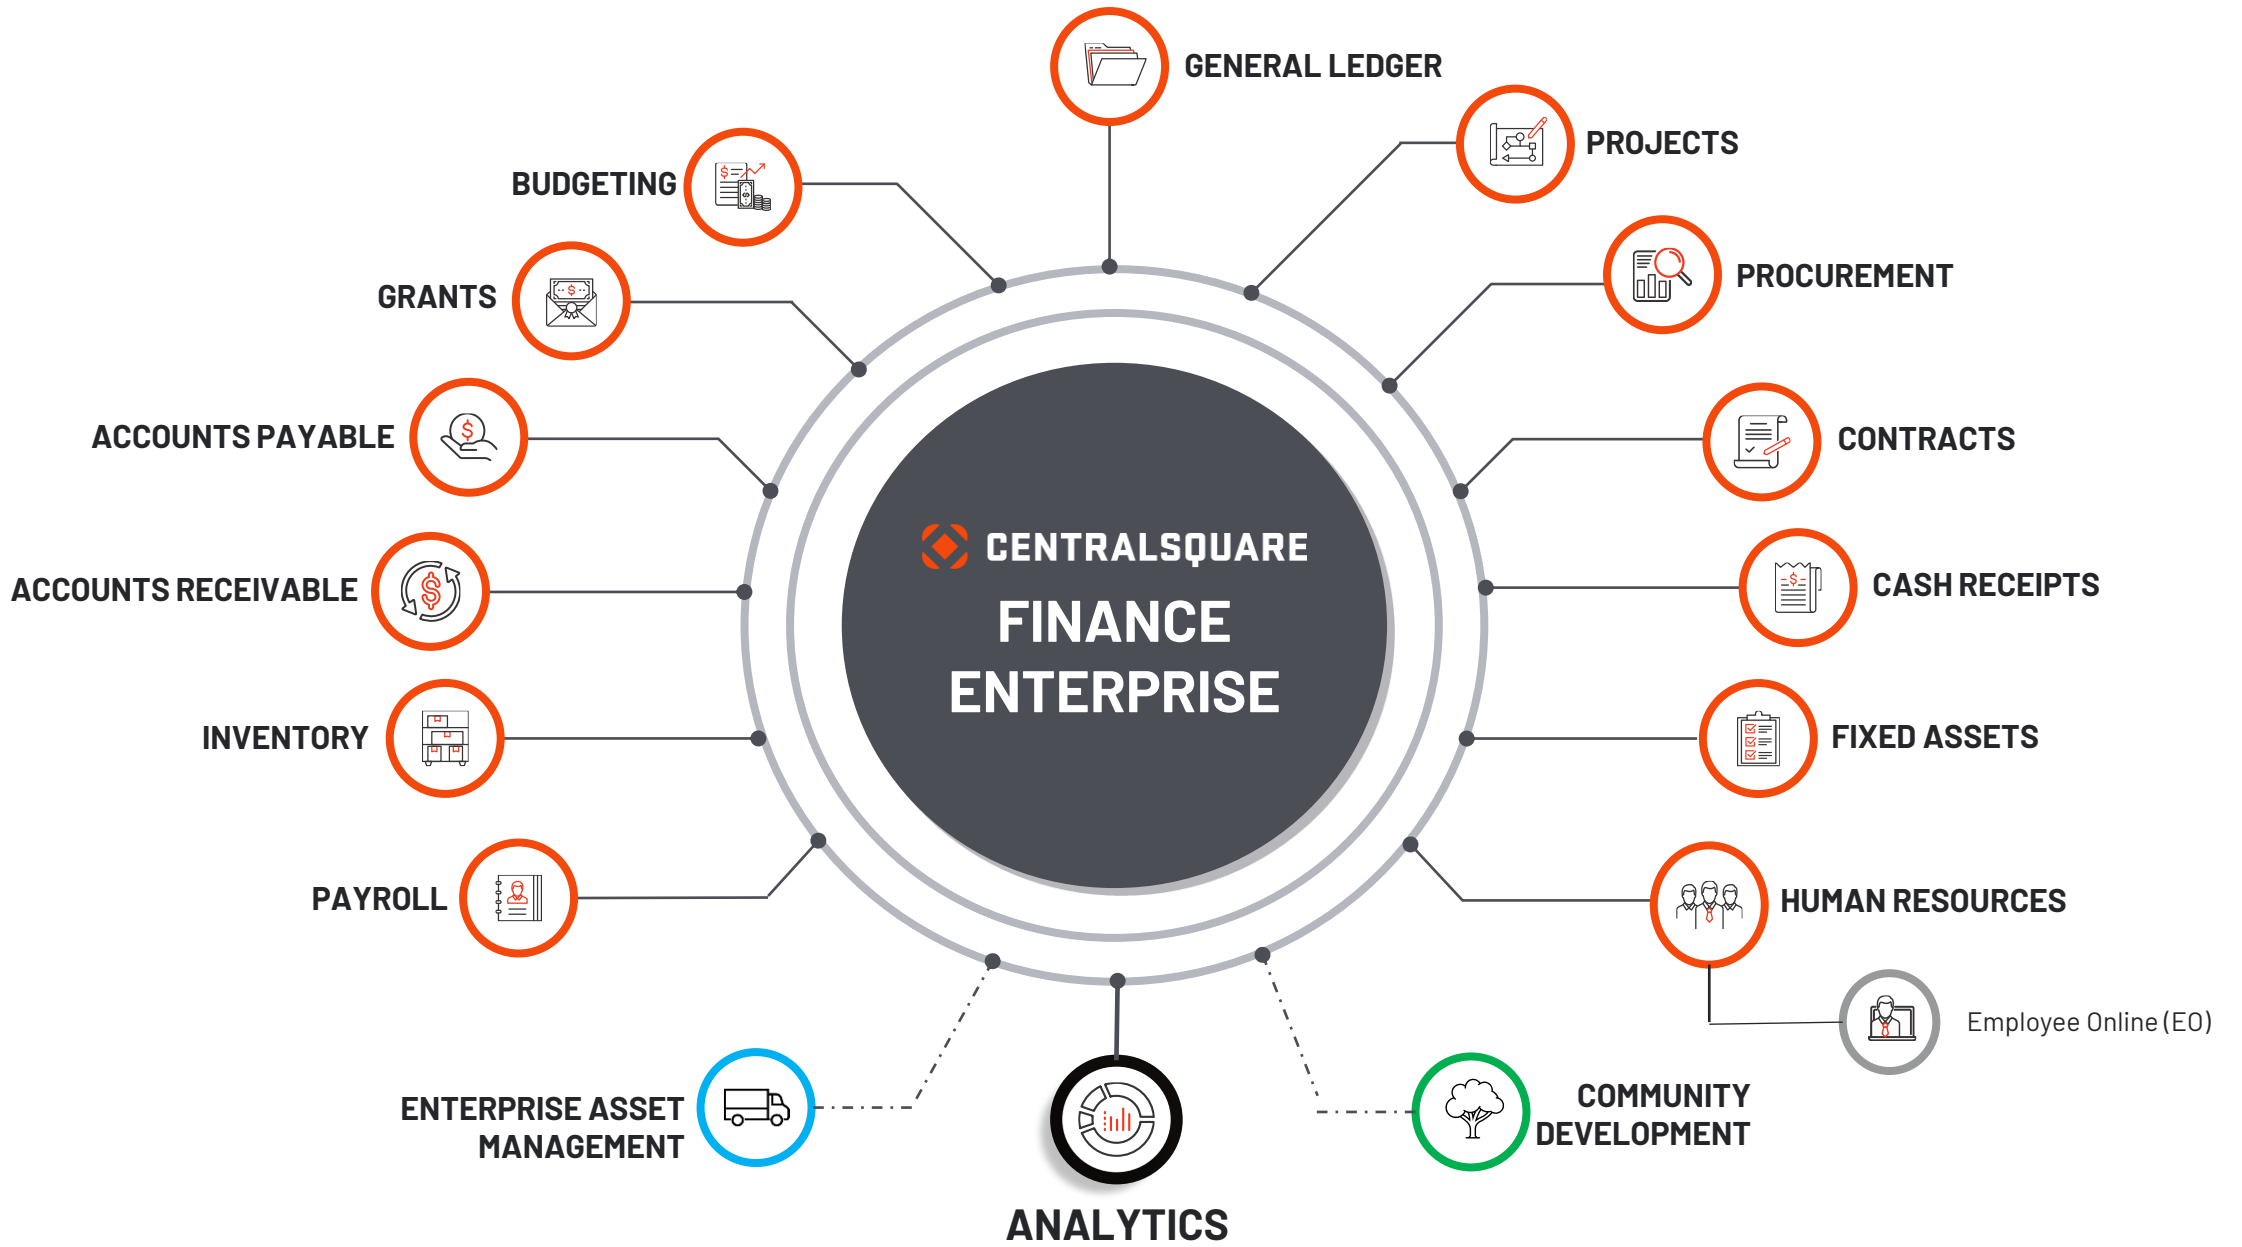 GENERAL LEDGER
PROJECTS
BUDGETING
PROCUREMENT
GRANTS
ACCOUNTS PAYABLE
CONTRACTS
CENTRALSQUARE
FINANCE
ENTERPRISE
ACCOUNTS RECEIVABLE
CASH RECEIPTS
INVENTORY
FIXED ASSETS
PAYROLL
HUMAN RESOURCES
Employee Online (EO)
ENTERPRISE ASSET
MANAGEMENT
COMMUNITY
DEVELOPMENT
ANALYTICS